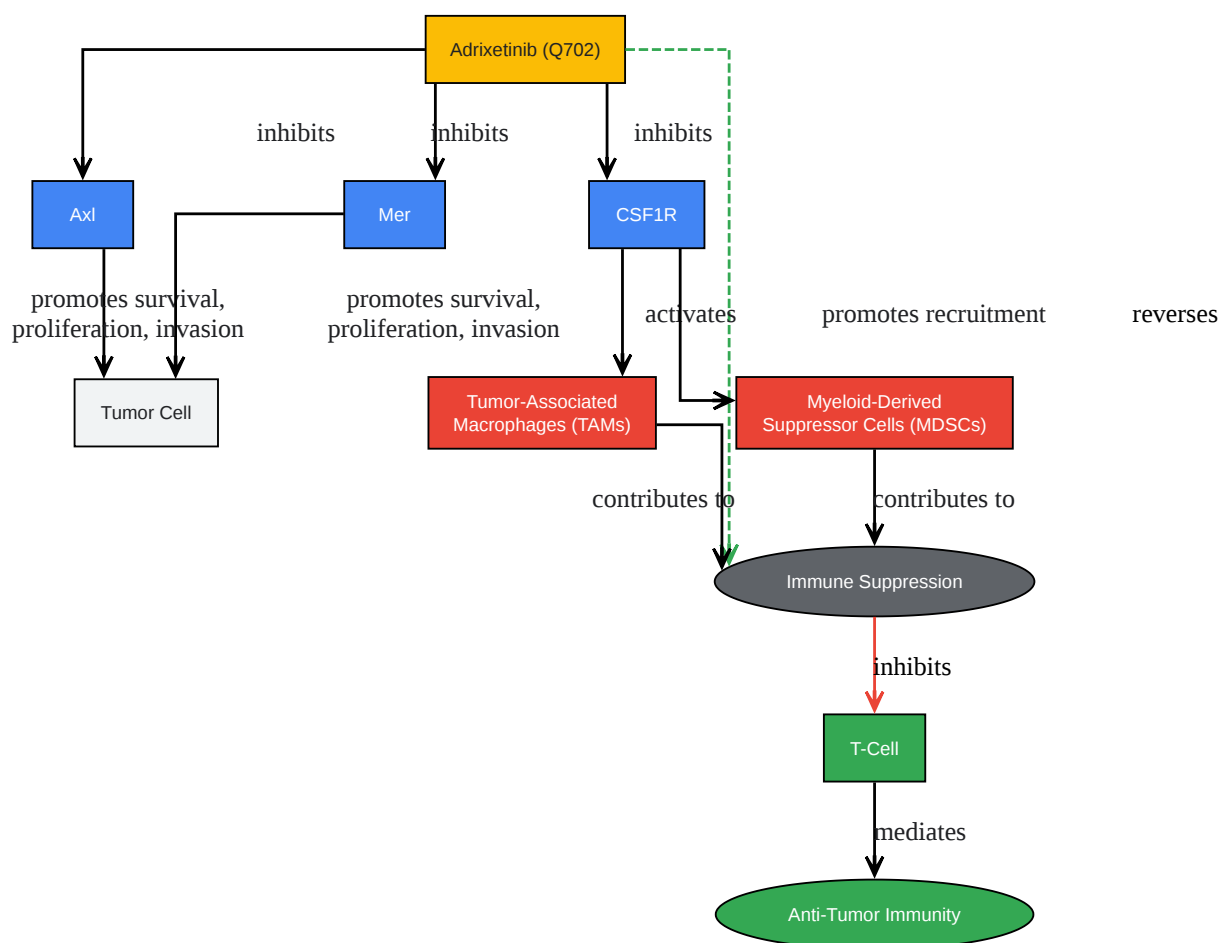 Adrixetinib (Q702)
inhibits
inhibits
inhibits
Axl
Mer
CSF1R
promotes survival,
proliferation, invasion
promotes survival,
proliferation, invasion
activates
promotes recruitment
reverses
Tumor Cell
Tumor-Associated
Macrophages (TAMs)
Myeloid-Derived
Suppressor Cells (MDSCs)
contributes to
contributes to
Immune Suppression
inhibits
T-Cell
mediates
Anti-Tumor Immunity